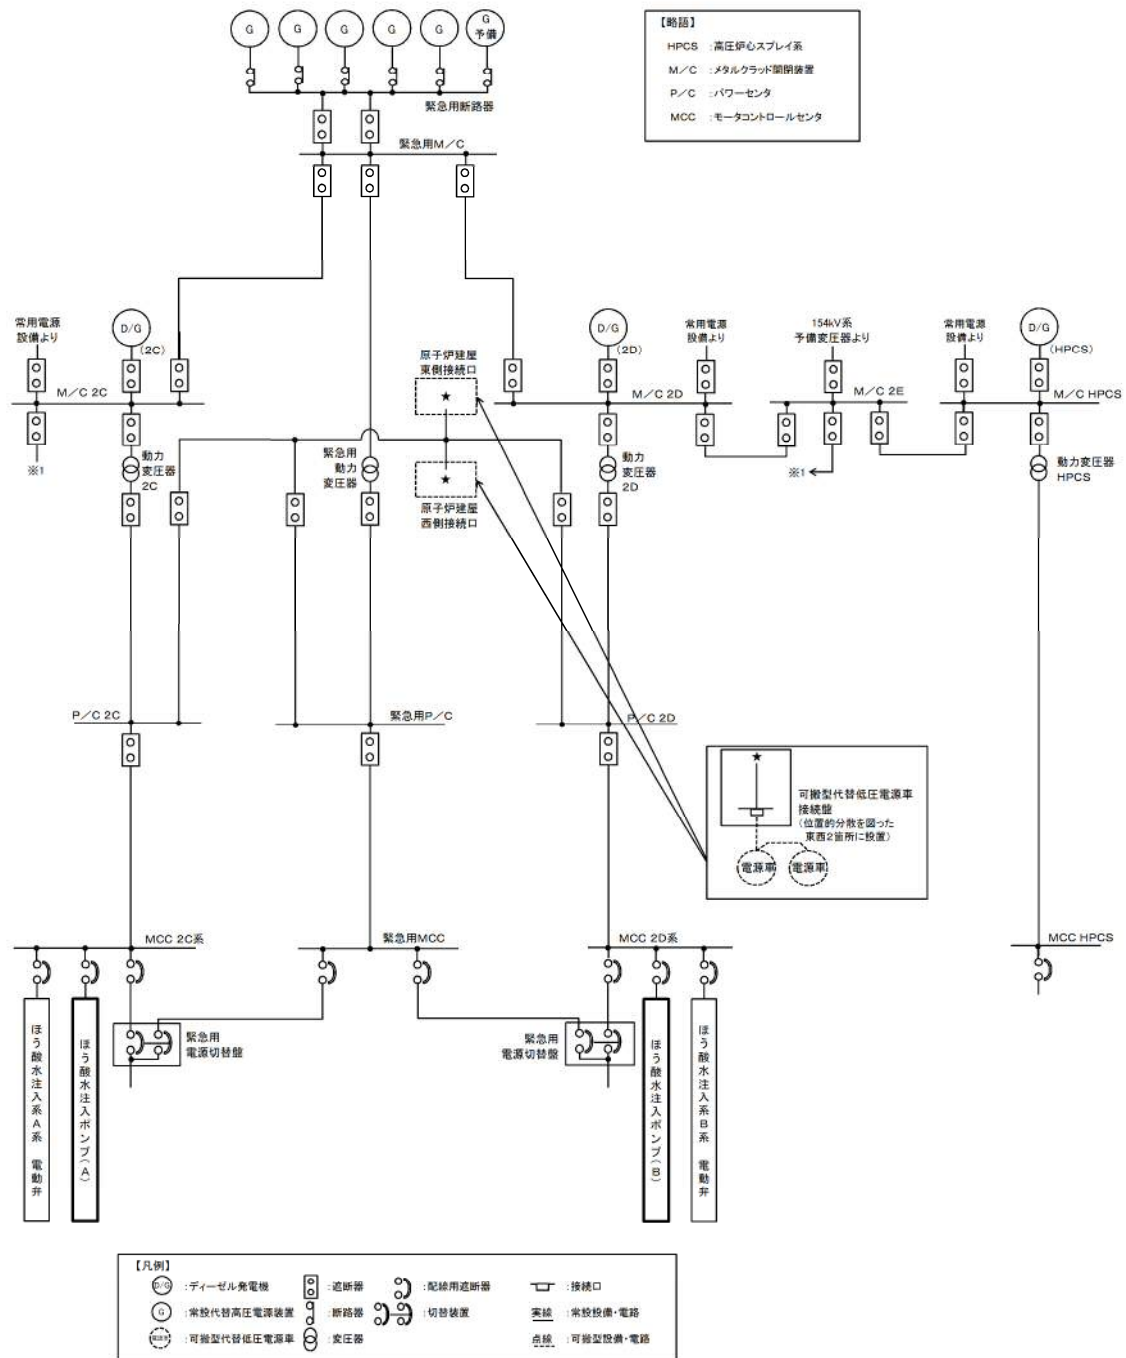 G
G
G
G
G
G
予備
緊急用断路器
緊急用M/C
【略語】
HPCS :高圧炉心スプレイ系
M/C :メタルクラッド開閉装置
P/C :パワーセンタ
MCC :モータコントロールセンタ
常用電源
設備より
D/G
(2C)
M/C 2C
※1
動力
変圧器
2C
緊急用
動力
変圧器
原子炉建屋
東側接続口
★
★
原子炉建屋
西側接続口
D/G
(2D)
常用電源
設備より
M/C 2D
動力
変圧器
2D
154kV系
予備変圧器より
M/C 2E
※1
常用電源
設備より
D/G
(HPCS)
M/C HPCS
動力変圧器
HPCS
P/C 2C
緊急用P/C
P/C 2D
★
可搬型代替低圧電源車
接続盤
(位置的分散を図った
東西2箇所に設置)
電源車
電源車
MCC 2C系
緊急用MCC
MCC 2D系
MCC HPCS
緊急用
電源切替盤
緊急用
電源切替盤
ほう酸水注入系A系 電動弁
ほう酸水注入ポンプ(A)
ほう酸水注入ポンプ(B)
ほう酸水注入系B系 電動弁
【凡例】
D/G :ディーゼル発電機
:遮断器
:配線用遮断器
:接続口
G :常設代替高圧電源装置
:断路器
:切替装置
実線 :常設設備・電路
電源車 :可搬型代替低圧電源車
:変圧器
点線 :可搬型設備・電路